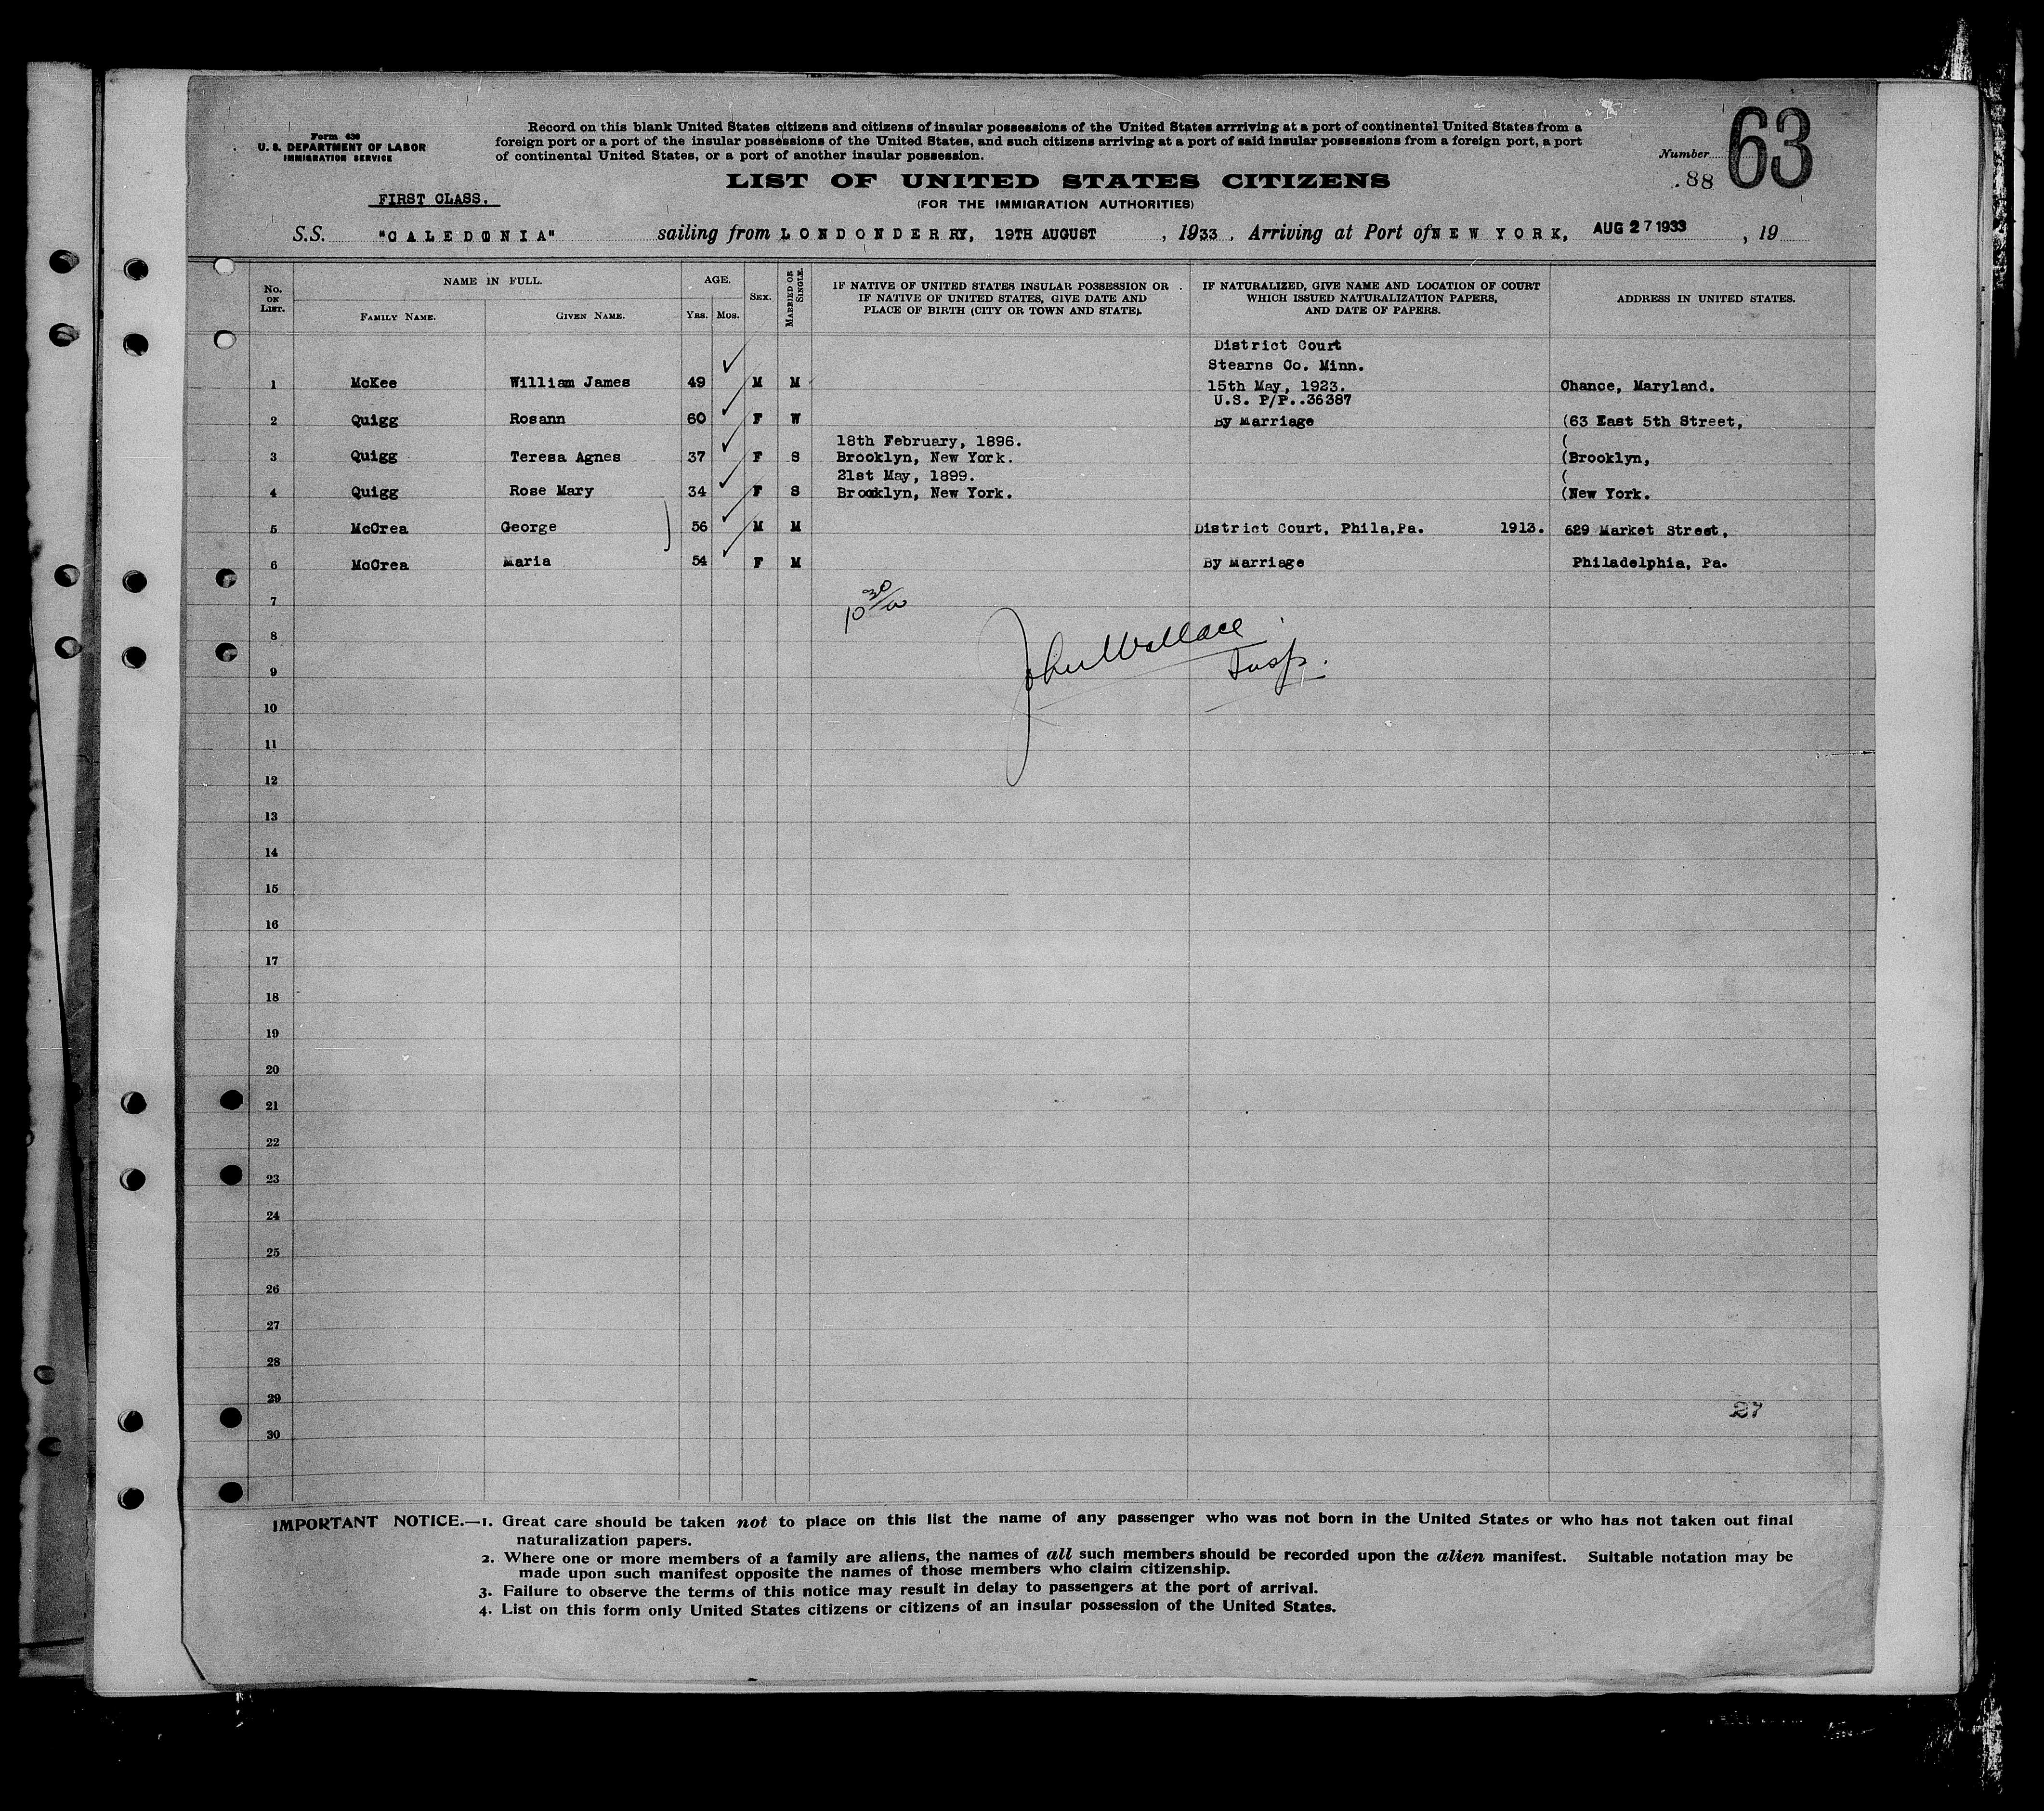 Form 630
U. S. DEPARTMENT OF LABOR
IMMIGRATION SERVICE
Record on this blank United States citizens and citizens of insular possessions of the United States arrriving at a port of continental United States from a
foreign port or a port of the insular possessions of the United States, and such citizens arriving at a port of said insular possessions from a foreign port, a port
of continental United States, or a port of another insular possession.
Number 63
88
LIST OF UNITED STATES CITIZENS
FIRST CLASS.
(FOR THE IMMIGRATION AUTHORITIES)
S.S. "CALEDONIA" sailing from LONDONDERRY, 19TH AUGUST, 1933. Arriving at Port of NEW YORK, AUG 27 1933, 19
No. ON LIST. NAME IN FULL. AGE. SEX. MARRIED OR SINGLE. IF NATIVE OF UNITED STATES INSULAR POSSESSION OR IF NATIVE OF UNITED STATES, GIVE DATE AND PLACE OF BIRTH (CITY OR TOWN AND STATE). IF NATURALIZED, GIVE NAME AND LOCATION OF COURT WHICH ISSUED NATURALIZATION PAPERS, AND DATE OF PAPERS. ADDRESS IN UNITED STATES.
FAMILY NAME. GIVEN NAME. YRS. MOS.
District Court
Stearns Co. Minn.
1 McKee William James 49 M M 15th May, 1923. Chance, Maryland.
U.S. P/P..36387
2 Quigg Rosann 60 F W By Marriage (63 East 5th Street,
18th February, 1896. (
3 Quigg Teresa Agnes 37 F S Brooklyn, New York. (Brooklyn,
21st May, 1899. (
4 Quigg Rose Mary 34 F S Brooklyn, New York. (New York.
5 McCrea George 56 M M District Court, Phila,Pa. 1913. 629 Market Street,
6 McCrea Maria 54 F M By Marriage Philadelphia, Pa.
7 10 30/a
8 John Wallace
9 Insp.
10
11
12
13
14
15
16
17
18
19
20
21
22
23
24
25
26
27
28
29 27
30
IMPORTANT NOTICE.—1. Great care should be taken not to place on this list the name of any passenger who was not born in the United States or who has not taken out final
naturalization papers.
2. Where one or more members of a family are aliens, the names of all such members should be recorded upon the alien manifest. Suitable notation may be
made upon such manifest opposite the names of those members who claim citizenship.
3. Failure to observe the terms of this notice may result in delay to passengers at the port of arrival.
4. List on this form only United States citizens or citizens of an insular possession of the United States.